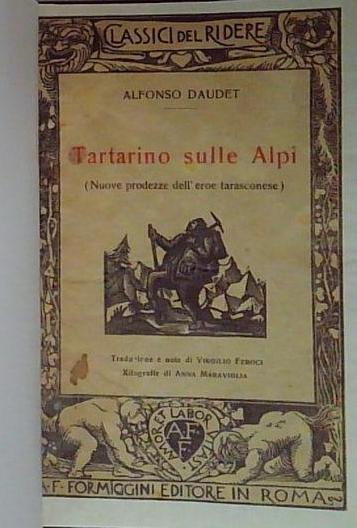 CLASSICI DEL RIDERE
ALFONSO DAUDET
Tartarino sulle Alpi
(Nuove prodezze dell'eroe tarasconese)
Traduzione e note di VIRGILIO FEROCI
Xilografie di ANNA MARAVIGLIA
AMOR ET LABOR
A F
F
A·F· FORMIGGINI EDITORE IN ROMA